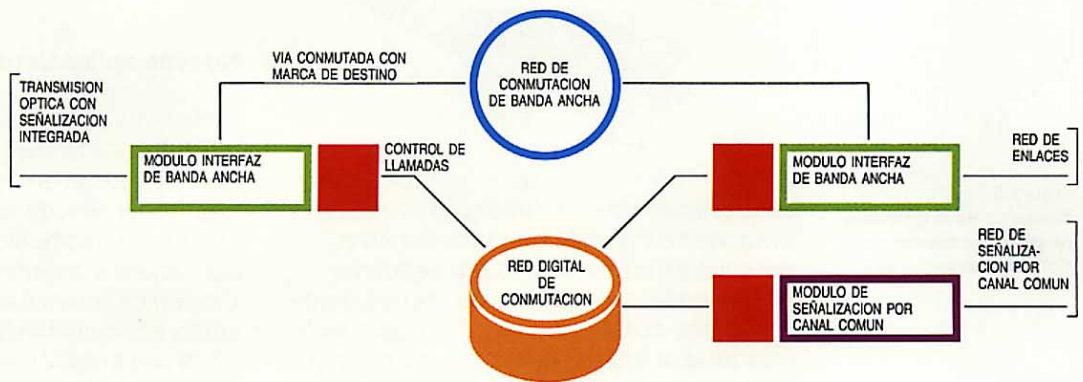 TRANSMISION
OPTICA CON
SEÑALIZACION
INTEGRADA
VIA CONMUTADA CON
MARCA DE DESTINO
RED DE
CONMUTACION
DE BANDA ANCHA
MODULO INTERFAZ
DE BANDA ANCHA
CONTROL DE
LLAMADAS
MODULO INTERFAZ
DE BANDA ANCHA
RED DE
ENLACES
RED DIGITAL
DE
CONMUTACION
MODULO DE
SEÑALIZACION POR
CANAL COMUN
RED DE
SEÑALIZA-
CION POR
CANAL COMUN